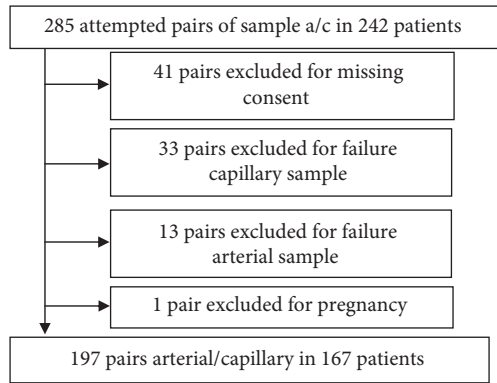 285 attempted pairs of sample a/c in 242 patients
41 pairs excluded for missing
consent
33 pairs excluded for failure
capillary sample
13 pairs excluded for failure
arterial sample
1 pair excluded for pregnancy
197 pairs arterial/capillary in 167 patients